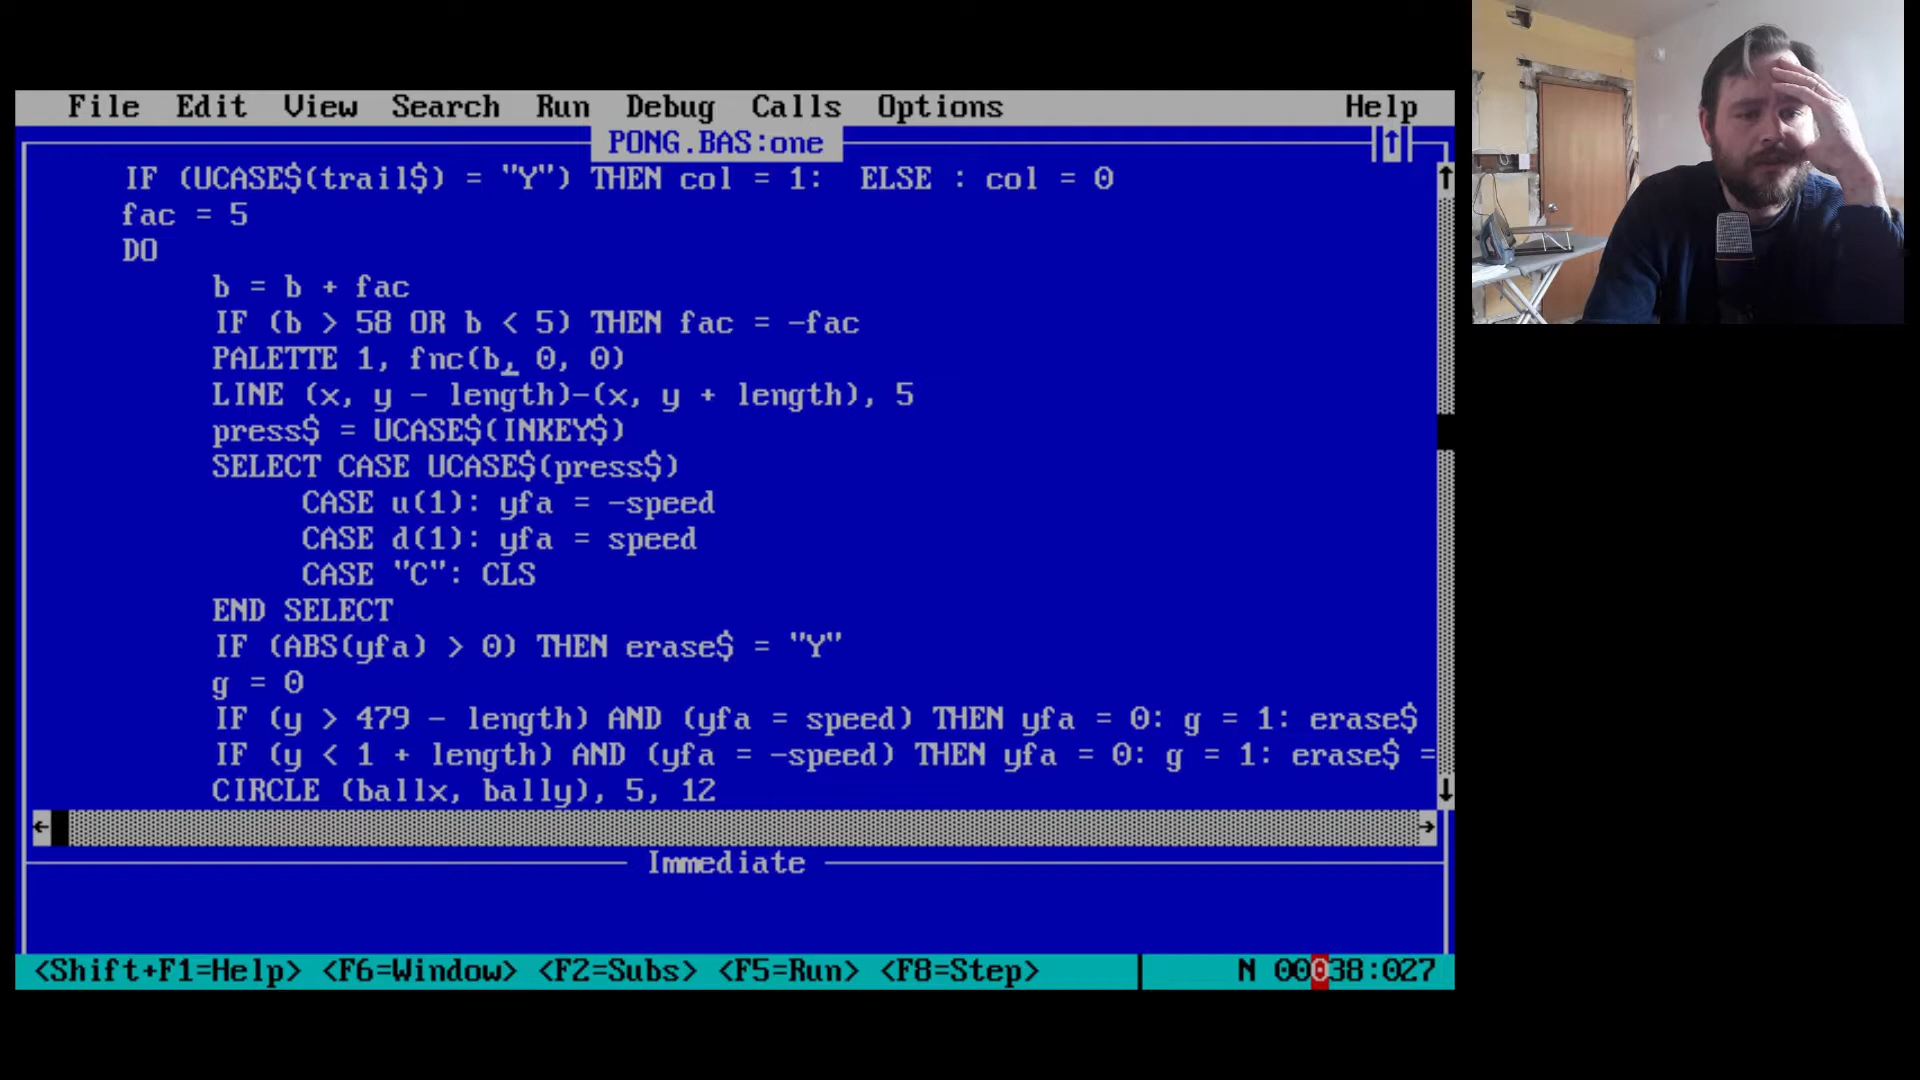 File Edit View Search Run Debug Calls Options Help
PONG.BAS:one
IF (UCASE$(trail$) = "Y") THEN col = 1:  ELSE : col = 0
fac = 5
DO
b = b + fac
IF (b > 58 OR b < 5) THEN fac = -fac
PALETTE 1, fnc(b, 0, 0)
LINE (x, y - length)-(x, y + length), 5
press$ = UCASE$(INKEY$)
SELECT CASE UCASE$(press$)
CASE u(1): yfa = -speed
CASE d(1): yfa = speed
CASE "C": CLS
END SELECT
IF (ABS(yfa) > 0) THEN erase$ = "Y"
g = 0
IF (y > 479 - length) AND (yfa = speed) THEN yfa = 0: g = 1: erase$
IF (y < 1 + length) AND (yfa = -speed) THEN yfa = 0: g = 1: erase$ =
CIRCLE (ballx, bally), 5, 12
Immediate
<Shift+F1=Help> <F6=Window> <F2=Subs> <F5=Run> <F8=Step> N 00038:027